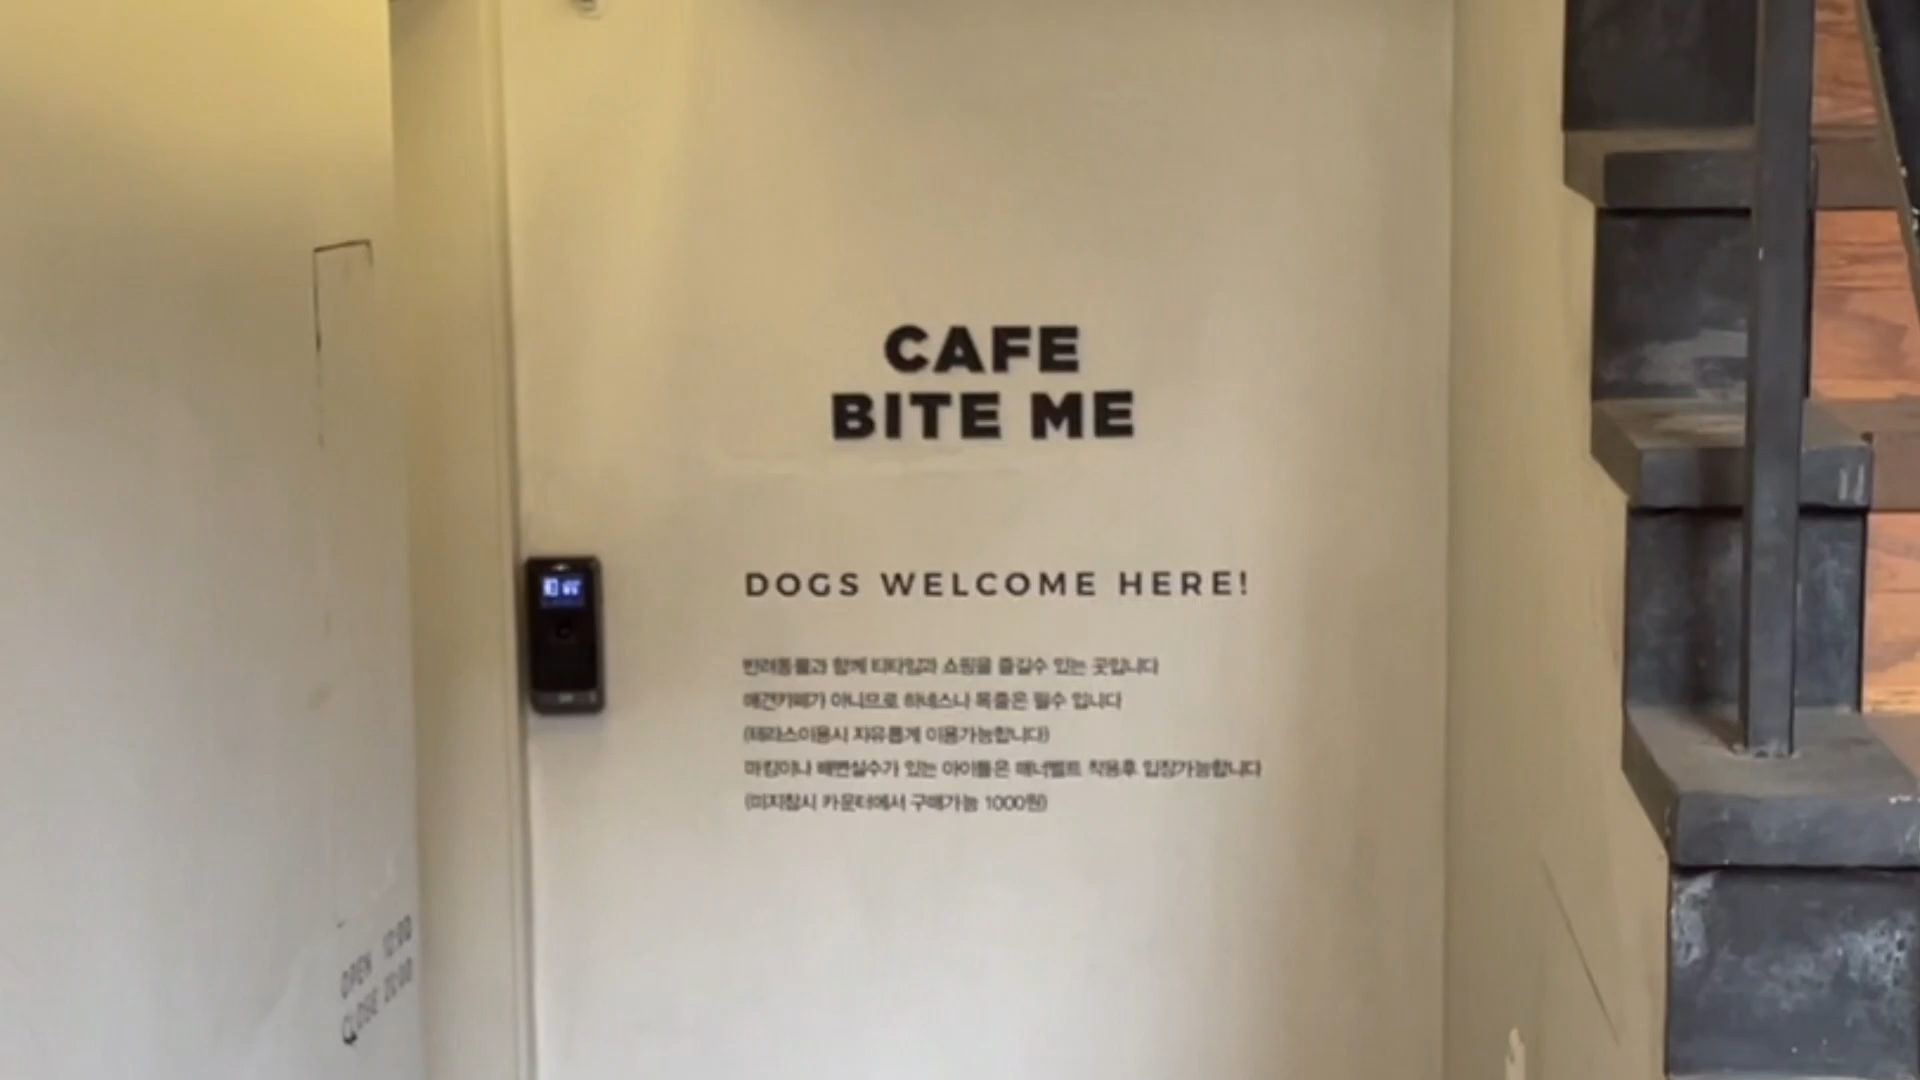 CAFE
BITE ME
DOGS WELCOME HERE!
반려동물과 함께 티타임과 쇼핑을 즐길수 있는 곳입니다
애견카페가 아니므로 하네스나 목줄은 필수 입니다
(테라스이용시 자유롭게 이용가능합니다)
마킹이나 배변실수가 있는 아이들은 매너벨트 착용후 입장가능합니다
(미지참시 카운터에서 구매가능 1000원)
OPEN 12:00
CLOSE